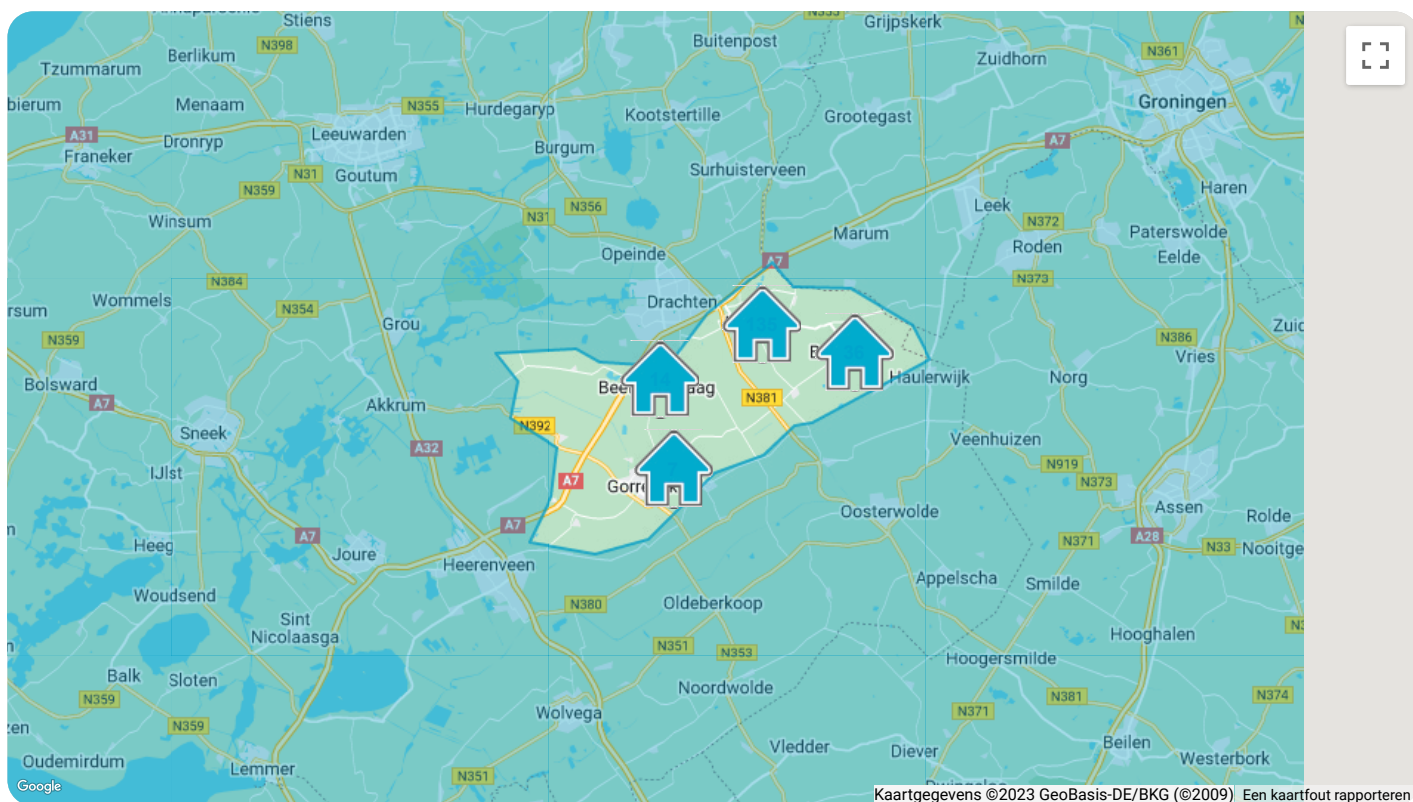 Stiens
N398
Berlikum
Tzummarum
bierum
Menaam
N355
Hurdegaryp
Buitenpost
Grijpskerk
Zuidhorn
N361
Groningen
Kootstertille
Grootegast
A31
Dronryp
Leeuwarden
Franeker
Burgum
A7
N31
Goutum
Surhuisterveen
N359
Haren
Leek
N356
N31
Winsum
N372
Paterswolde
Marum
Opeinde
Roden
Eelde
A7
N384
N373
Wommels
Drachten
N354
rsum
Grou
N359
N386
Zuid
Vries
Bolsward
Haulerwijk
Norg
N381
A7
Akkrum
N392
Sneek
A32
Veenhuizen
N919
N373
IJlst
A7
Assen
Oosterwolde
Rolde
A7
A7
Heeg
N371
A28
N33
Nooitge
Joure
Heerenveen
Appelscha
Smilde
Woudsend
N380
Oldeberkoop
Sint
Nicolaasga
Hooghalen
N351
N353
Hoogersmilde
Balk
Sloten
Noordwolde
N359
N381
N374
N371
Wolvega
N359
Vledder
Diever
Beilen
Westerbork
Oudemirdum
Lemmer
N351
Google
Kaartgegevens ©2023 GeoBasis-DE/BKG (©2009)
Een kaartfout rapporteren